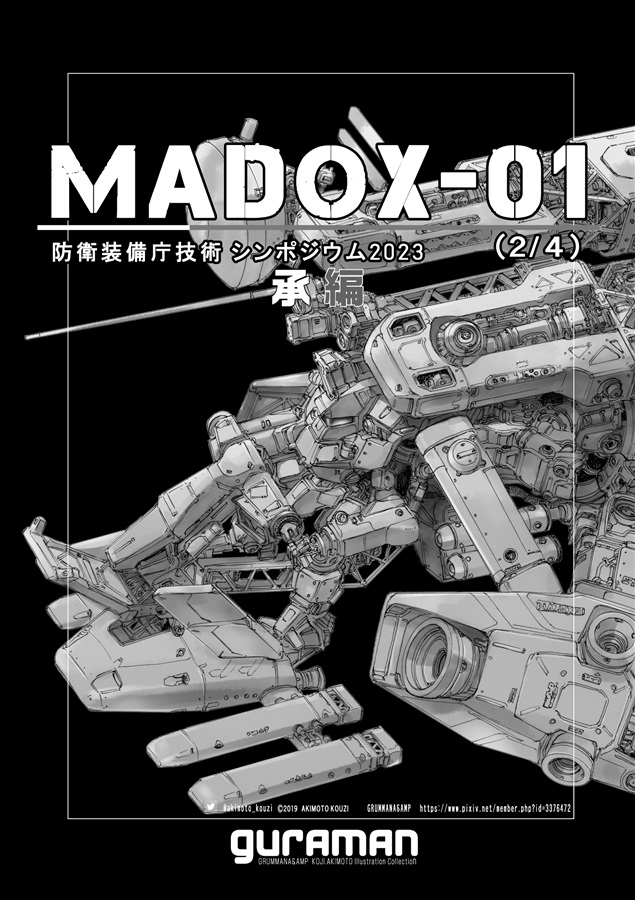 MADOX-01
防衛装備庁技術 シンポジウム2023
(2/4)
承編
@akimoto_kouzi ©2019 AKIMOTO KOUZI GRUMMANA&AMP https://www.pixiv.net/member.php?id=3376472
guraman
GRUMMANA&AMP KOJI.AKIMOTO Illustration Collection